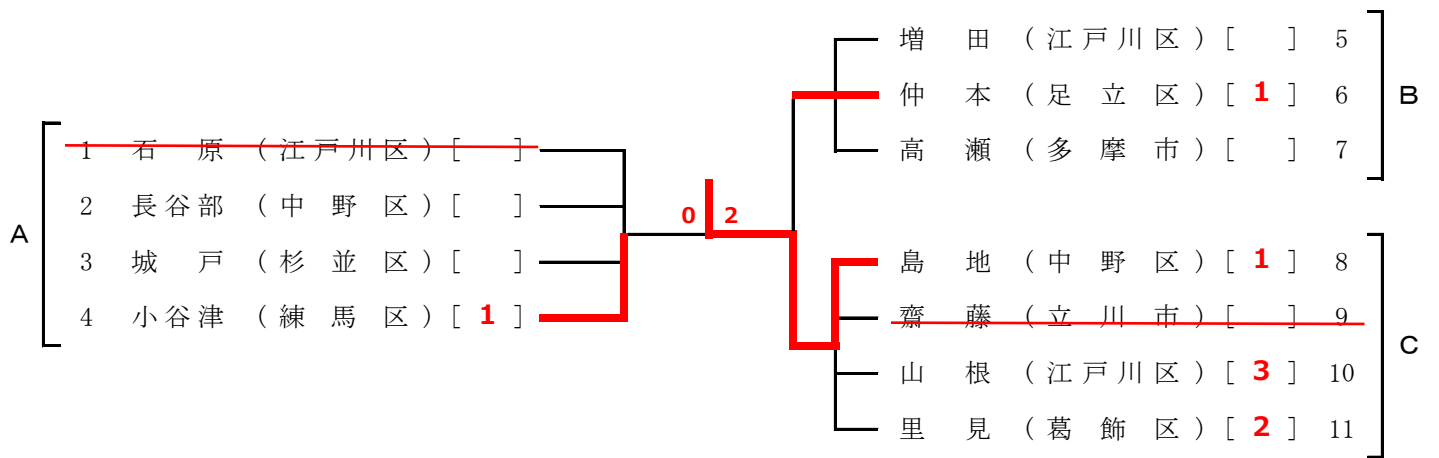 A
1 石原（江戸川区）[ ]
2 長谷部（中野区）[ ]
3 城戸（杉並区）[ ]
4 小谷津（練馬区）[ 1 ]
0 2
増田（江戸川区）[ ] 5
仲本（足立区）[ 1 ] 6
高瀬（多摩市）[ ] 7
B
島地（中野区）[ 1 ] 8
齋藤（立川市）[ ] 9
山根（江戸川区）[ 3 ] 10
里見（葛飾区）[ 2 ] 11
C